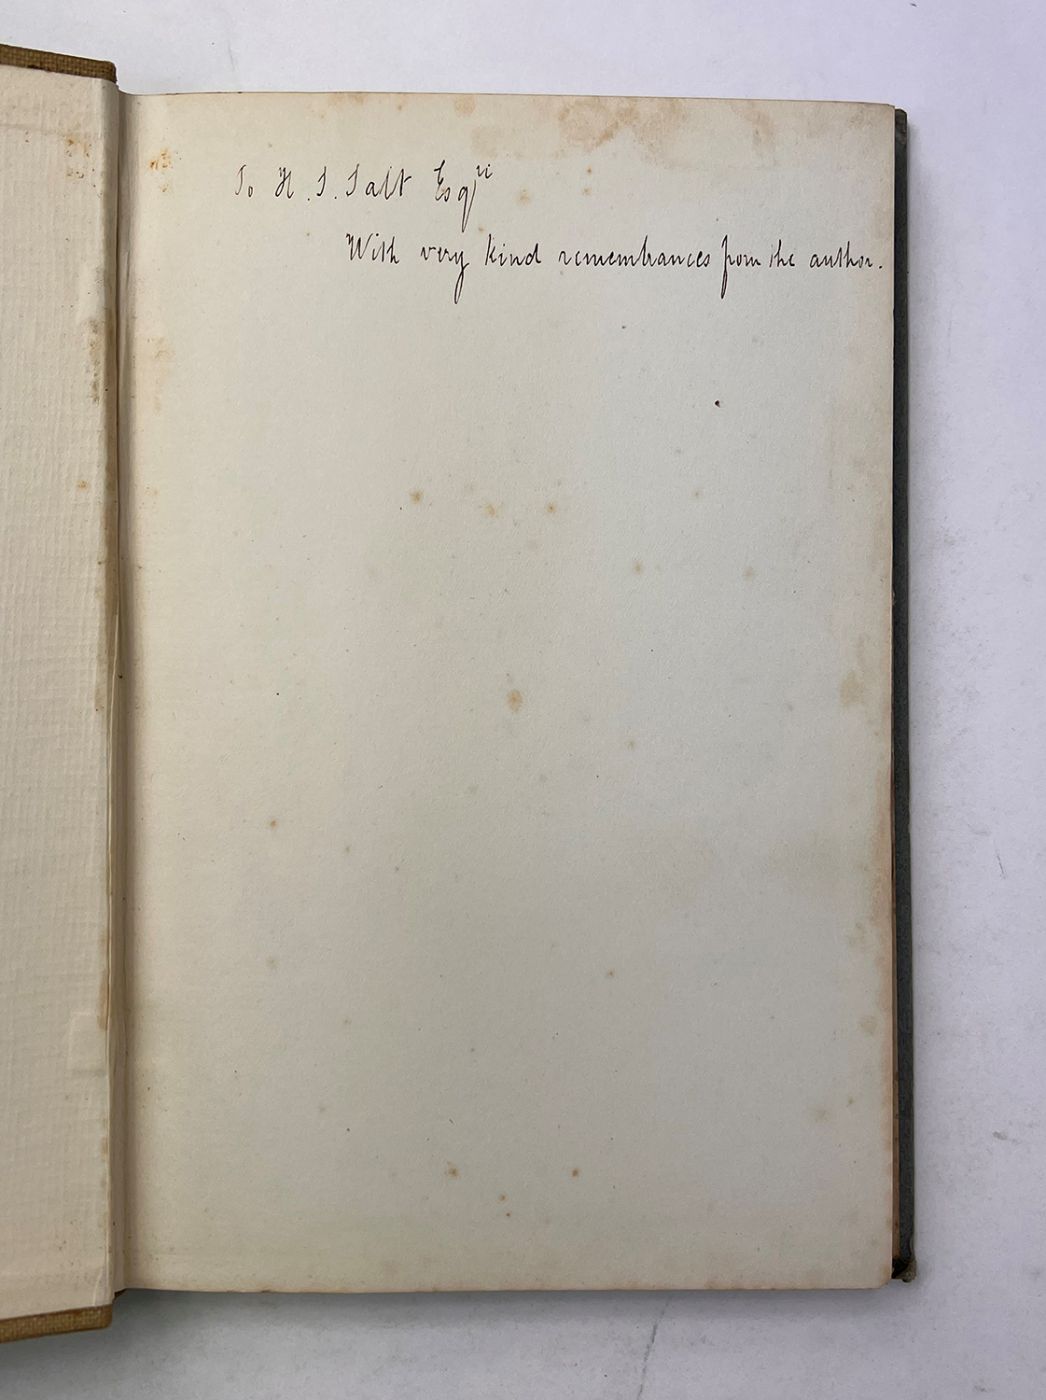 To H. S. Salt Esqre
With very kind remembrances from the author.